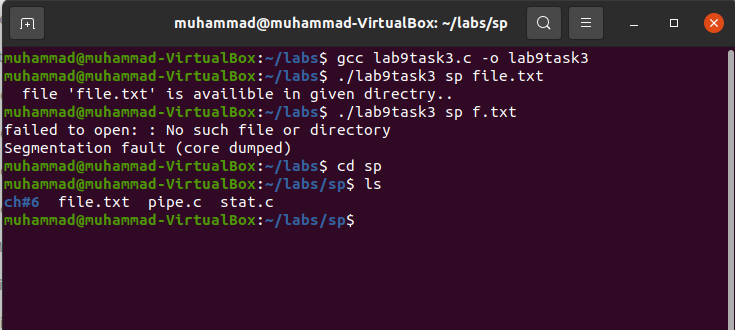 muhammad@muhammad-VirtualBox: ~/labs/sp
muhammad@muhammad-VirtualBox:~/labs$ gcc lab9task3.c -o lab9task3
muhammad@muhammad-VirtualBox:~/labs$ ./lab9task3 sp file.txt
  file 'file.txt' is availible in given directry..
muhammad@muhammad-VirtualBox:~/labs$ ./lab9task3 sp f.txt
failed to open: : No such file or directory
Segmentation fault (core dumped)
muhammad@muhammad-VirtualBox:~/labs$ cd sp
muhammad@muhammad-VirtualBox:~/labs/sp$ ls
ch#6  file.txt  pipe.c  stat.c
muhammad@muhammad-VirtualBox:~/labs/sp$